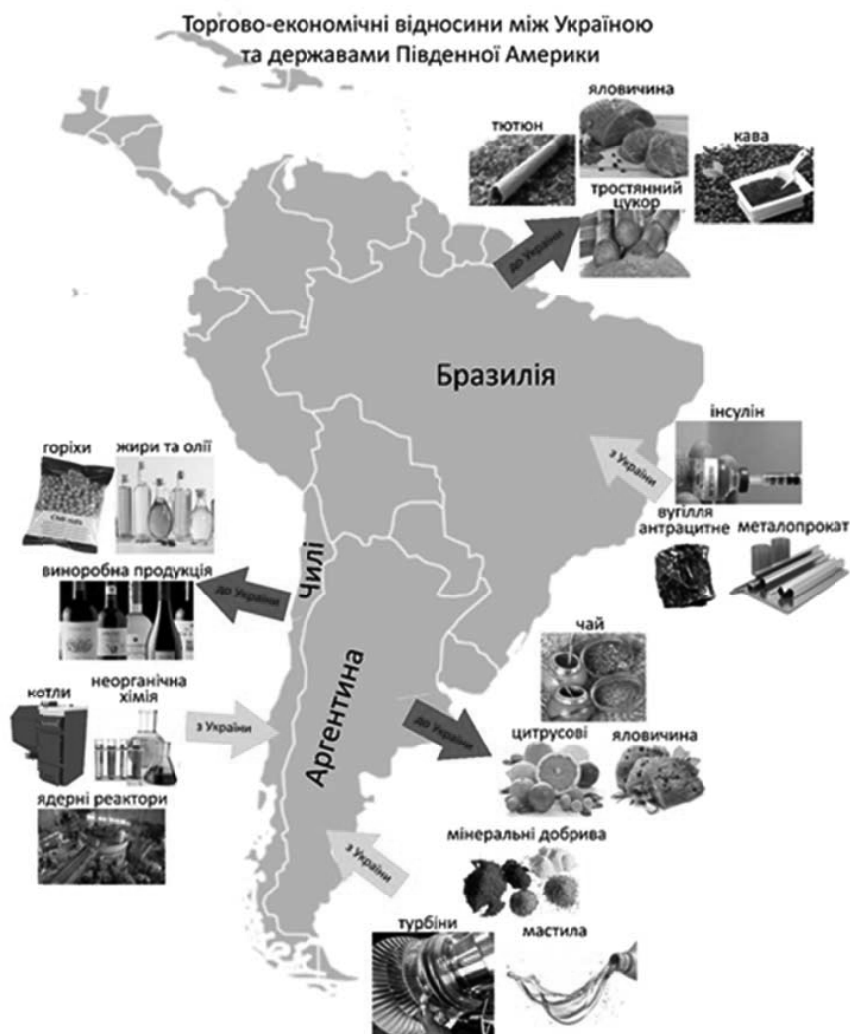 Торгово-економічні відносини між Україною
та державами Південної Америки
яловичина
тютюн
кава
тростянний
цукор
до України
Бразилія
інсулін
з України
вугілля
антрацитне
металопрокат
горіхи
жири та олії
виноробна продукція
до України
Чилі
чай
котли
неорганічна
хімія
з України
Аргентина
до України
цитрусові
яловичина
ядерні реактори
з України
мінеральні добрива
турбіни
мастила